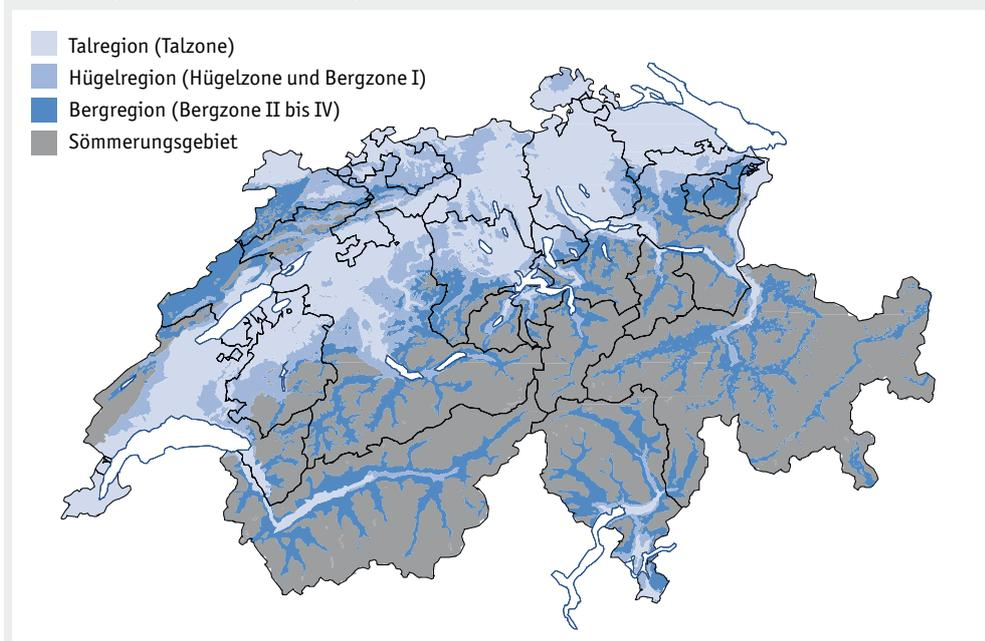 Talregion (Talzone)
Hügelregion (Hügelzone und Bergzone I)
Bergregion (Bergzone II bis IV)
Sömmerungsgebiet